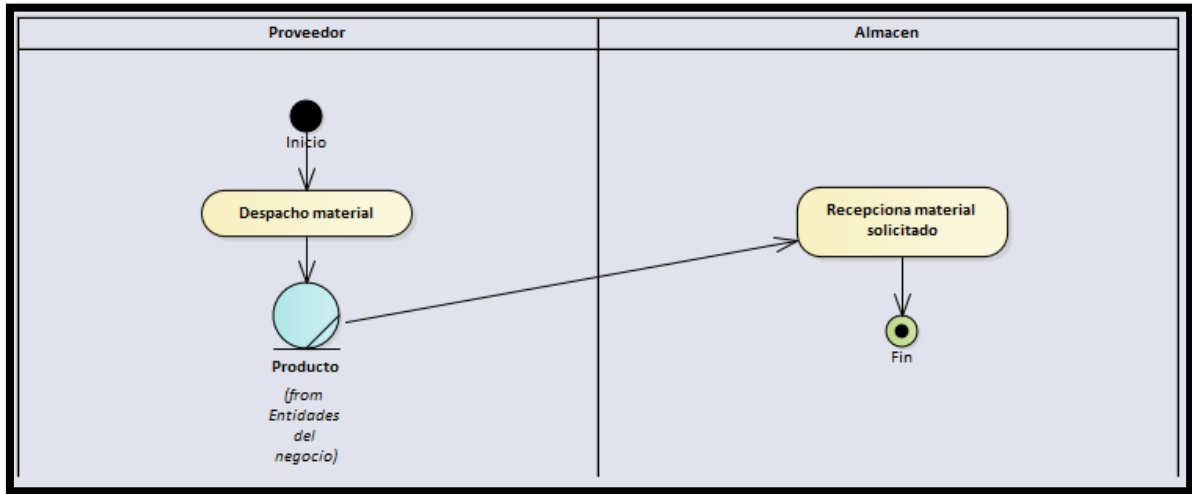 Proveedor
Almacen
Inicio
Despacho material
Recepciona material
solicitado
Producto
(from
Entidades
del
negocio)
Fin